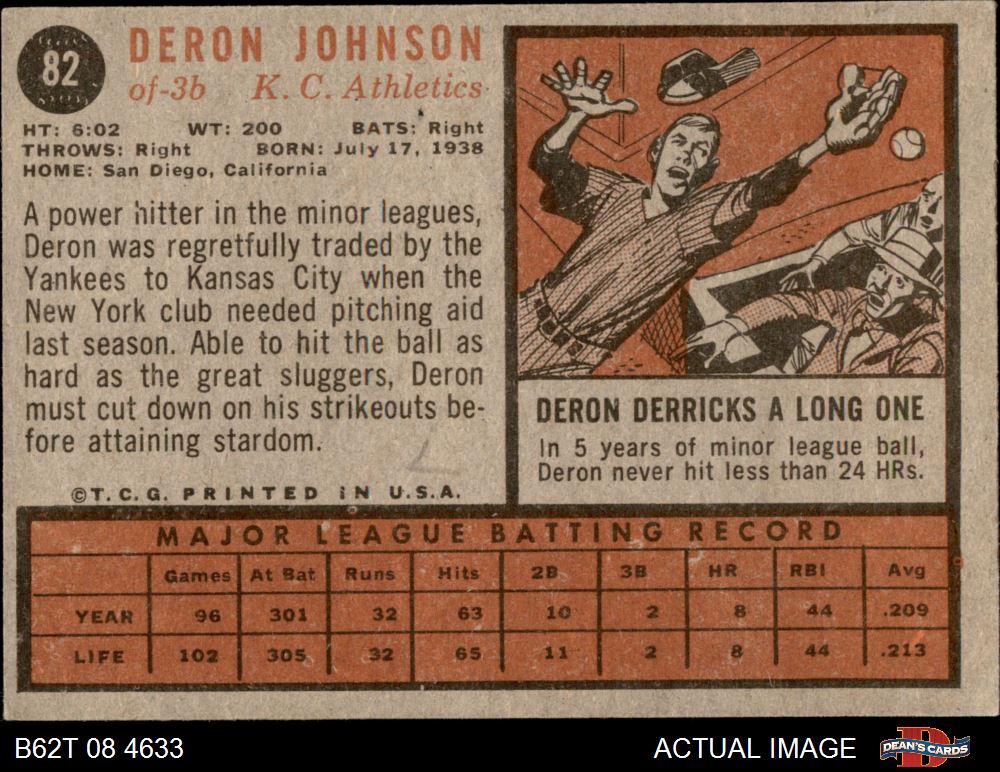 82
DERON JOHNSON
of-3b K. C. Athletics
HT: 6:02 WT: 200 BATS: Right
THROWS: Right BORN: July 17, 1938
HOME: San Diego, California
A power hitter in the minor leagues,
Deron was regretfully traded by the
Yankees to Kansas City when the
New York club needed pitching aid
last season. Able to hit the ball as
hard as the great sluggers, Deron
must cut down on his strikeouts be-
fore attaining stardom.
©T. C. G. PRINTED IN U.S.A.
DERON DERRICKS A LONG ONE
In 5 years of minor league ball,
Deron never hit less than 24 HRs.
MAJOR LEAGUE BATTING RECORD
Games At Bat Runs Hits 2B 3B HR RBI Avg
YEAR 96 301 32 63 10 2 8 44 .209
LIFE 102 305 32 65 11 2 8 44 .213
B62T 08 4633 ACTUAL IMAGE DEAN'S CARDS